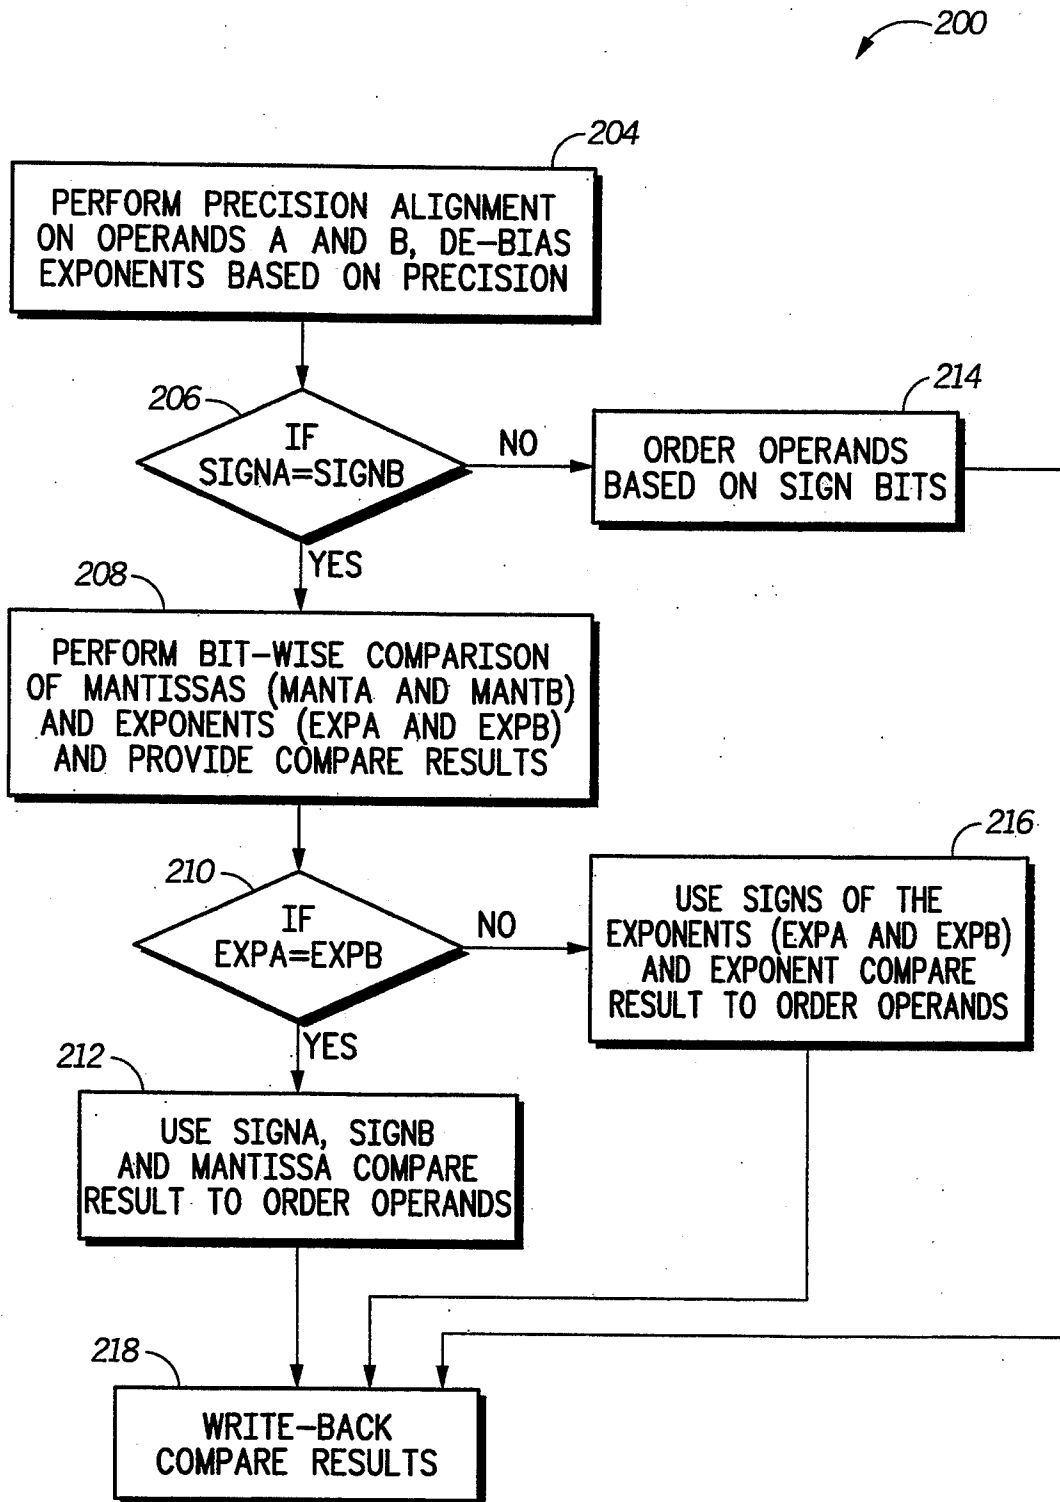 200
204
PERFORM PRECISION ALIGNMENT
ON OPERANDS A AND B, DE-BIAS
EXPONENTS BASED ON PRECISION
206
IF
SIGNA=SIGNB
NO
214
ORDER OPERANDS
BASED ON SIGN BITS
YES
208
PERFORM BIT-WISE COMPARISON
OF MANTISSAS (MANTA AND MANTB)
AND EXPONENTS (EXPA AND EXPB)
AND PROVIDE COMPARE RESULTS
210
IF
EXPA=EXPB
NO
216
USE SIGNS OF THE
EXPONENTS (EXPA AND EXPB)
AND EXPONENT COMPARE
RESULT TO ORDER OPERANDS
YES
212
USE SIGNA, SIGNB
AND MANTISSA COMPARE
RESULT TO ORDER OPERANDS
218
WRITE-BACK
COMPARE RESULTS